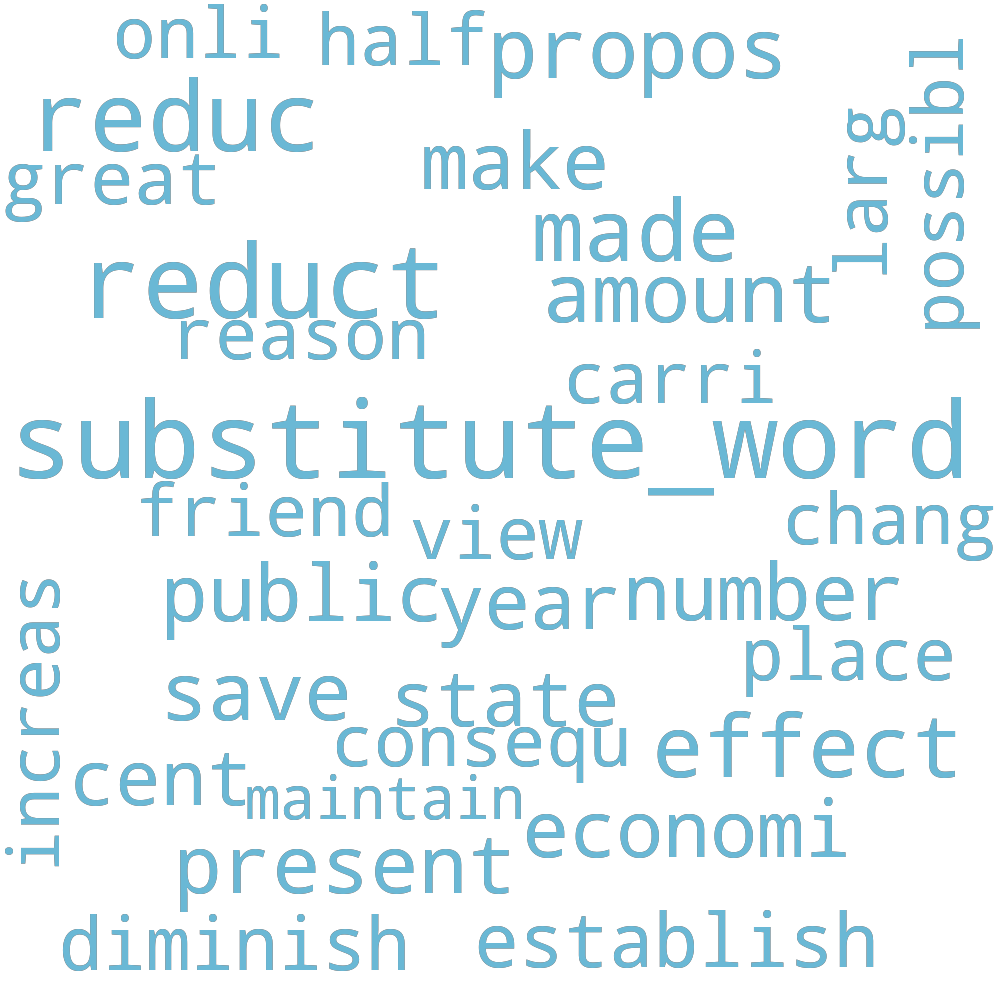 onli half propos
reduc
great make
larg
possibl
made
reduct amount
reason
carri
substitute_word
friend view chang
public year number
increas
place
save state
consequ effect
cent maintain
economi
present
diminish establish